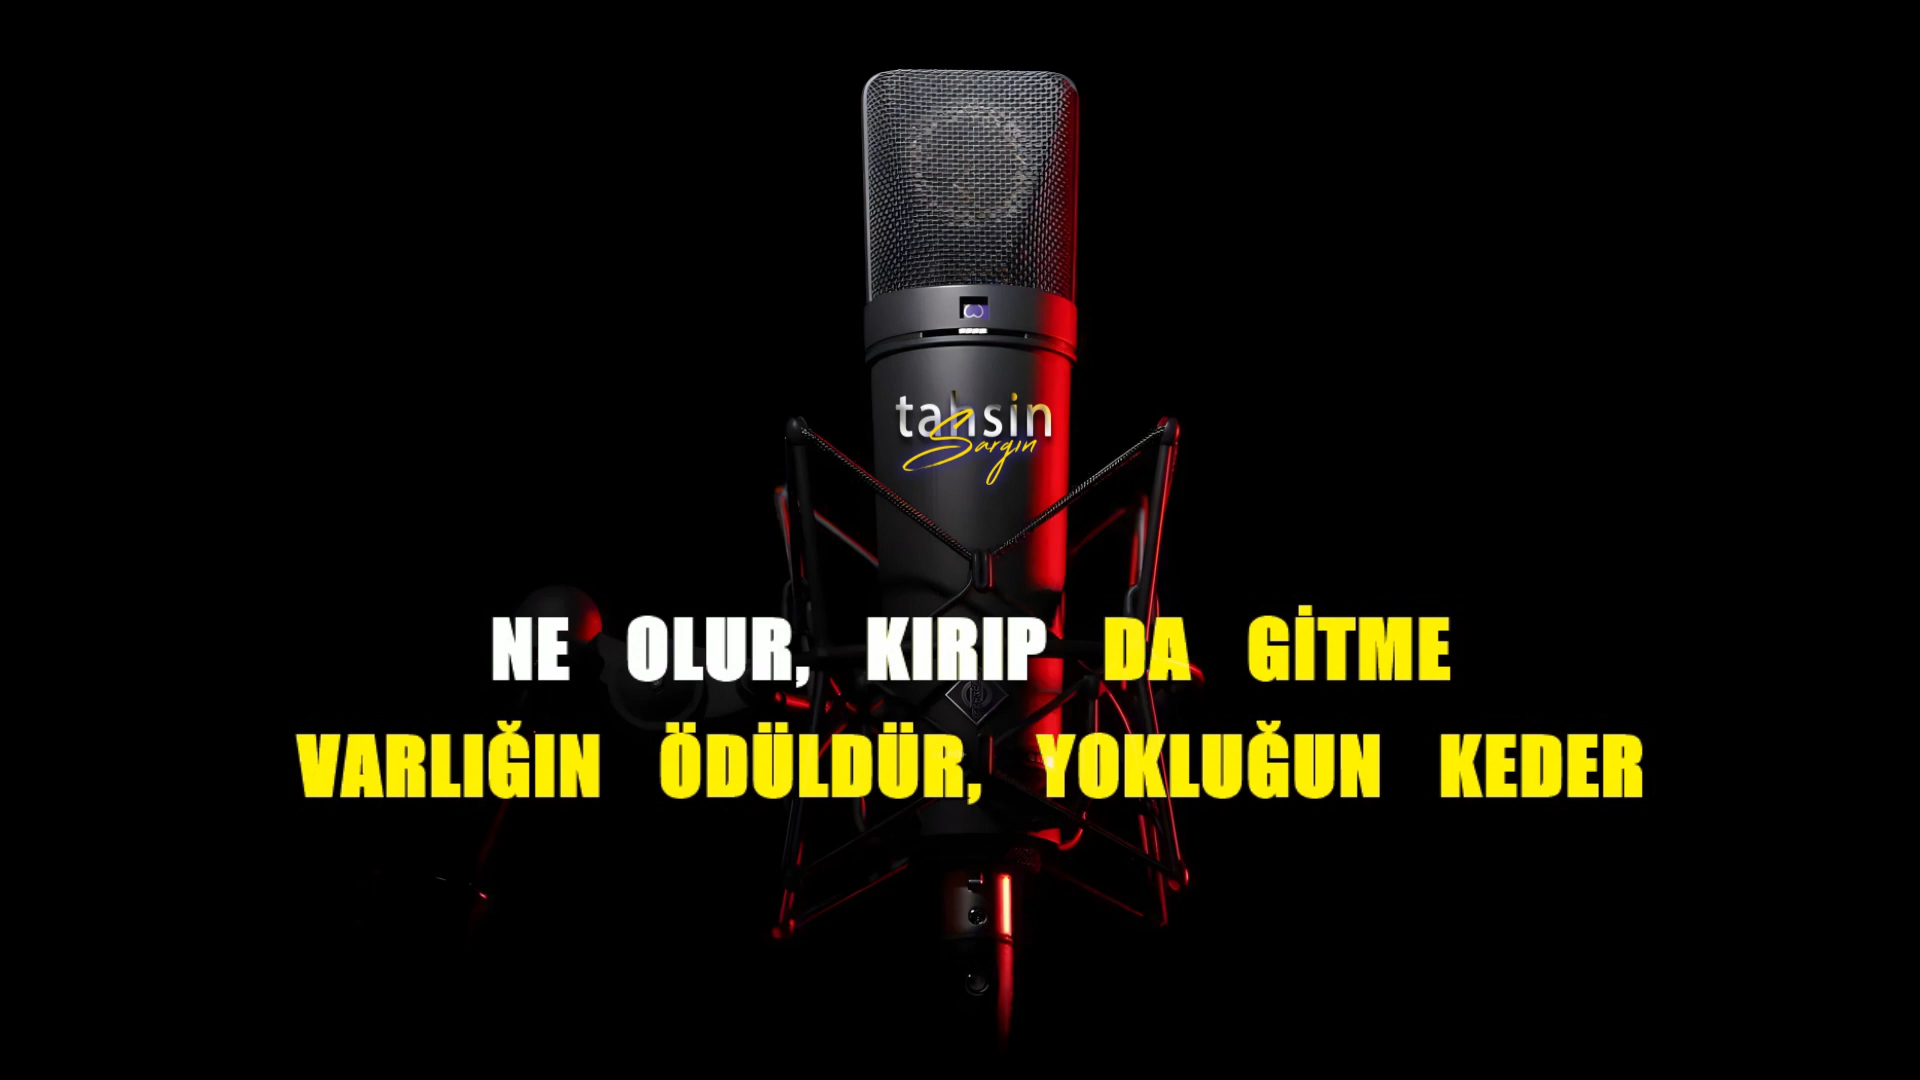 tahsin
Sargın
NE OLUR, KIRIP DA GİTME
VARLIĞIN ÖDÜLDÜR, YOKLUĞUN KEDER